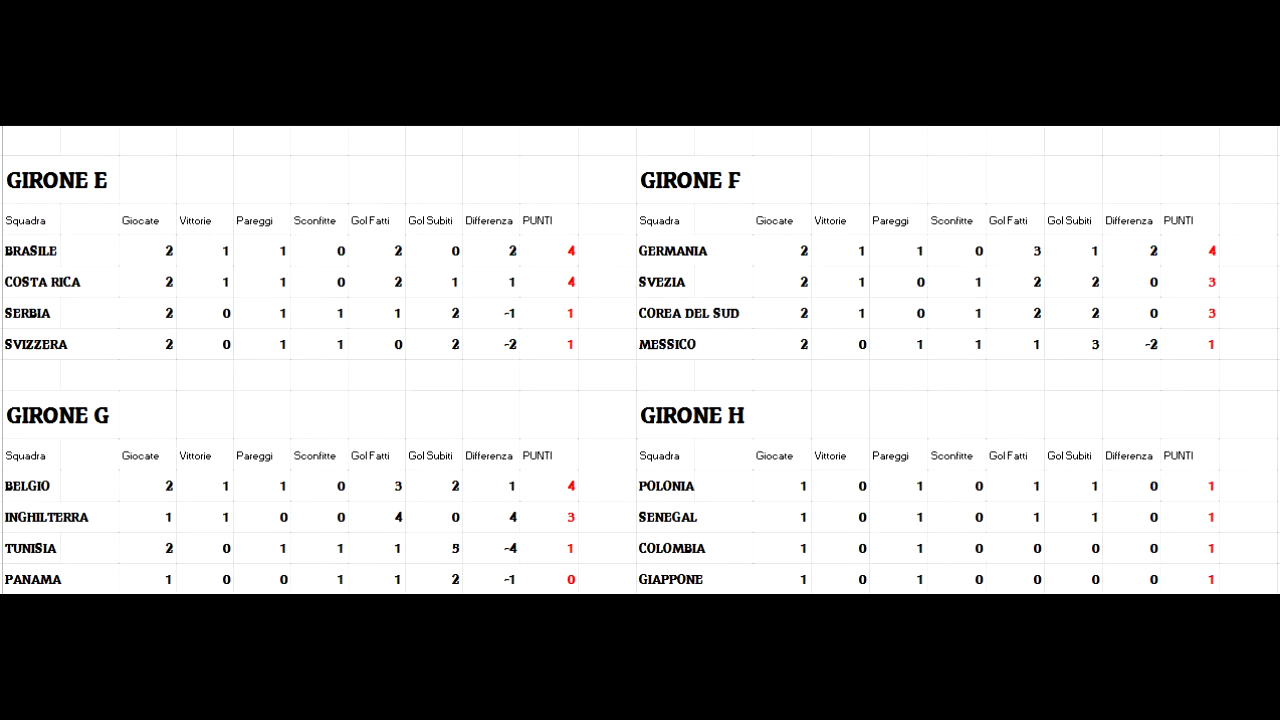 GIRONE E
Squadra Giocate Vittorie Pareggi Sconfitte Gol Fatti Gol Subiti Differenza PUNTI
BRASILE 2 1 1 0 2 0 2 4
COSTA RICA 2 1 1 0 2 1 1 4
SERBIA 2 0 1 1 1 2 -1 1
SVIZZERA 2 0 1 1 0 2 -2 1
GIRONE F
Squadra Giocate Vittorie Pareggi Sconfitte Gol Fatti Gol Subiti Differenza PUNTI
GERMANIA 2 1 1 0 3 1 2 4
SVEZIA 2 1 0 1 2 2 0 3
COREA DEL SUD 2 1 0 1 2 2 0 3
MESSICO 2 0 1 1 1 3 -2 1
GIRONE G
Squadra Giocate Vittorie Pareggi Sconfitte Gol Fatti Gol Subiti Differenza PUNTI
BELGIO 2 1 1 0 3 2 1 4
INGHILTERRA 1 1 0 0 4 0 4 3
TUNISIA 2 0 1 1 1 5 -4 1
PANAMA 1 0 0 1 1 2 -1 0
GIRONE H
Squadra Giocate Vittorie Pareggi Sconfitte Gol Fatti Gol Subiti Differenza PUNTI
POLONIA 1 0 1 0 1 1 0 1
SENEGAL 1 0 1 0 1 1 0 1
COLOMBIA 1 0 1 0 0 0 0 1
GIAPPONE 1 0 1 0 0 0 0 1